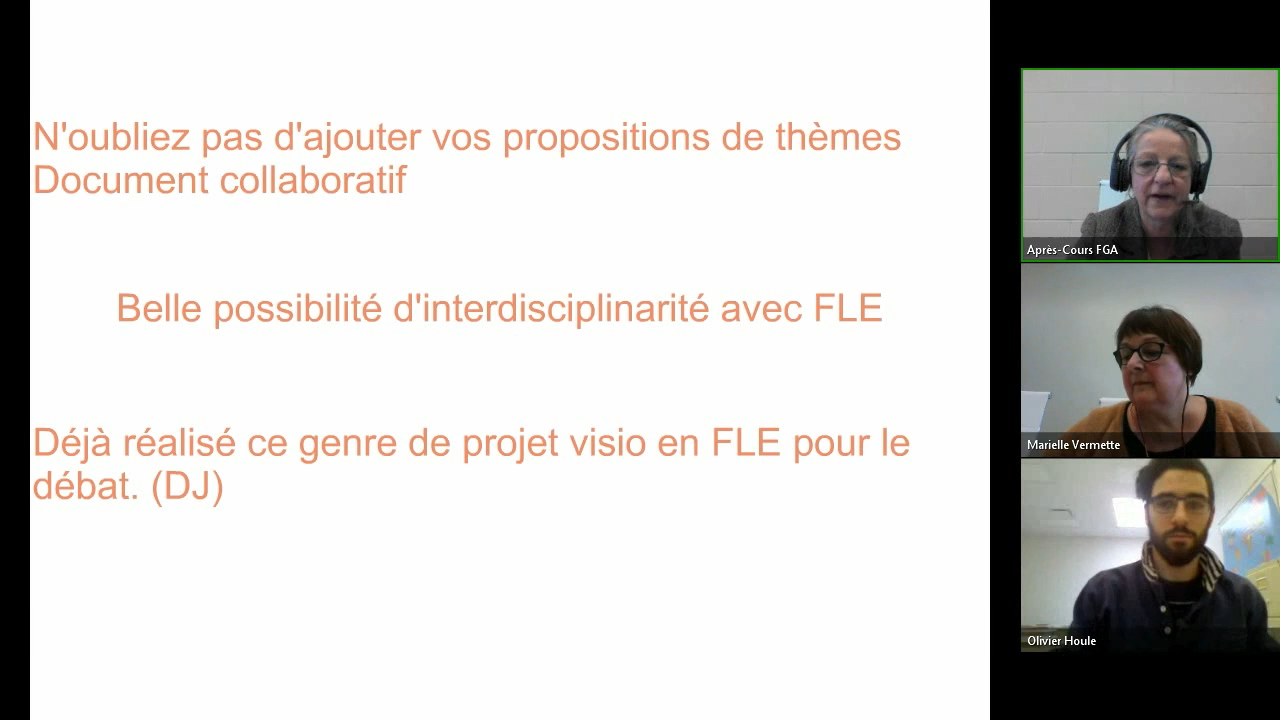 N'oubliez pas d'ajouter vos propositions de thèmes
Document collaboratif
Belle possibilité d'interdisciplinarité avec FLE
Déjà réalisé ce genre de projet visio en FLE pour le
débat. (DJ)
Après-Cours FGA
Marielle Vermette
Olivier Houle